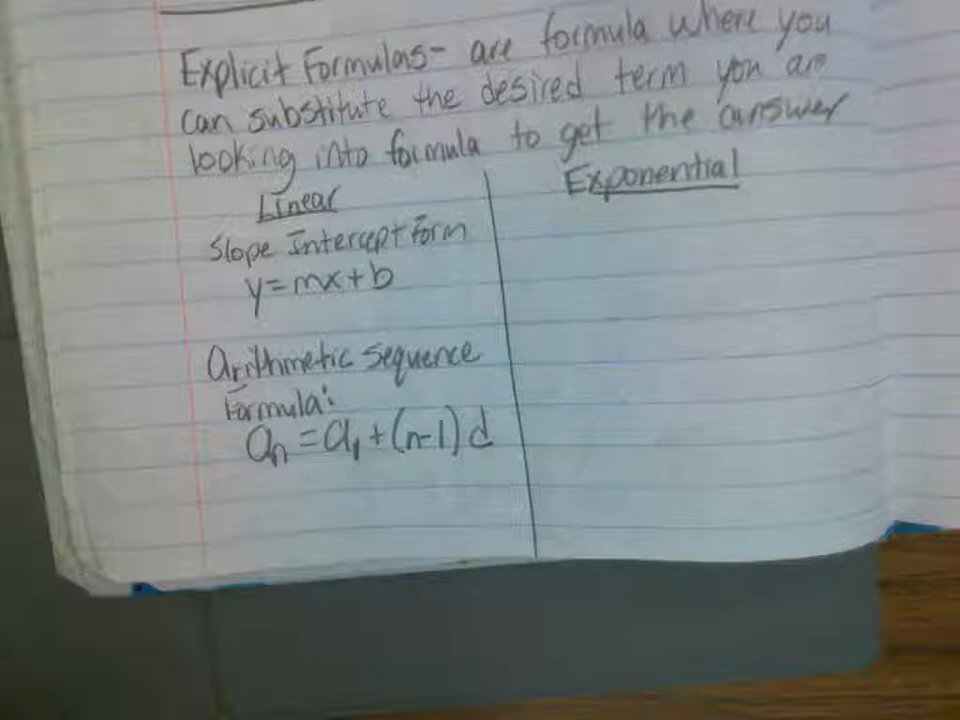 Explicit Formulas- are formula where you
can substitute the desired term you are
looking into formula to get the answer
Linear
Slope Intercept Form
y=mx+b
Arithmetic Sequence
Formula:
aₙ = a₁ + (n-1) d
Exponential